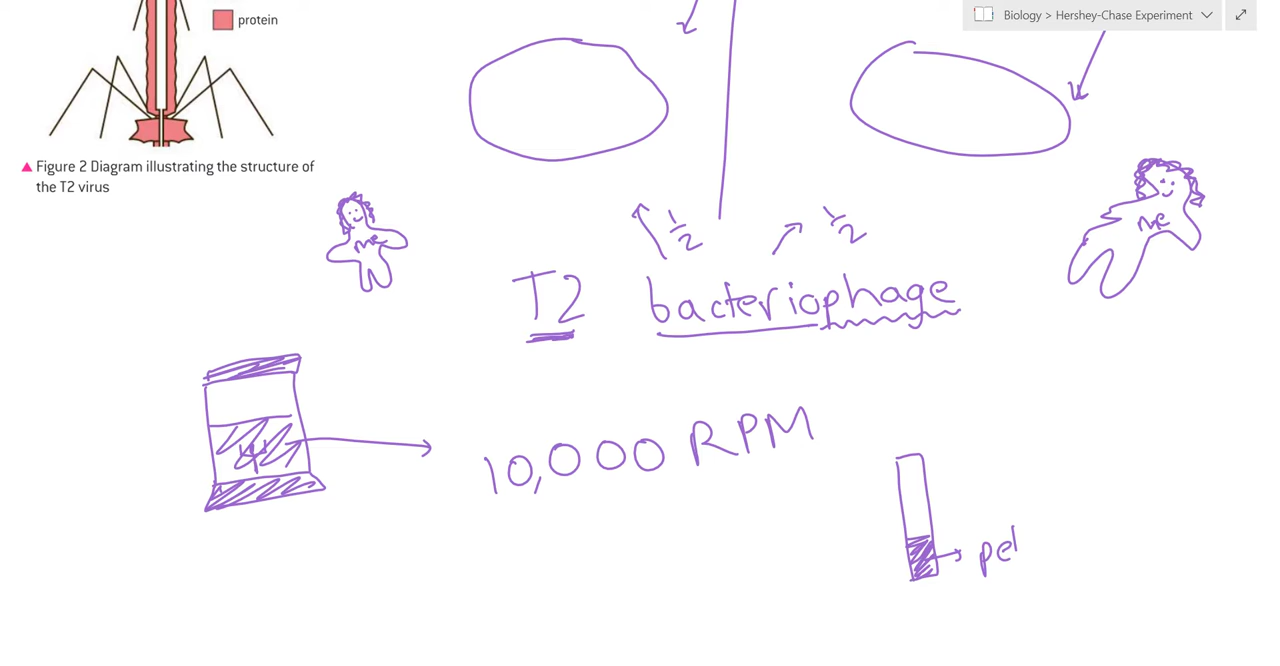 protein
Biology > Hershey-Chase Experiment
▲ Figure 2 Diagram illustrating the structure of
the T2 virus
ME
ME
1/2
1/2
T2 bacteriophage
10,000 RPM
pel